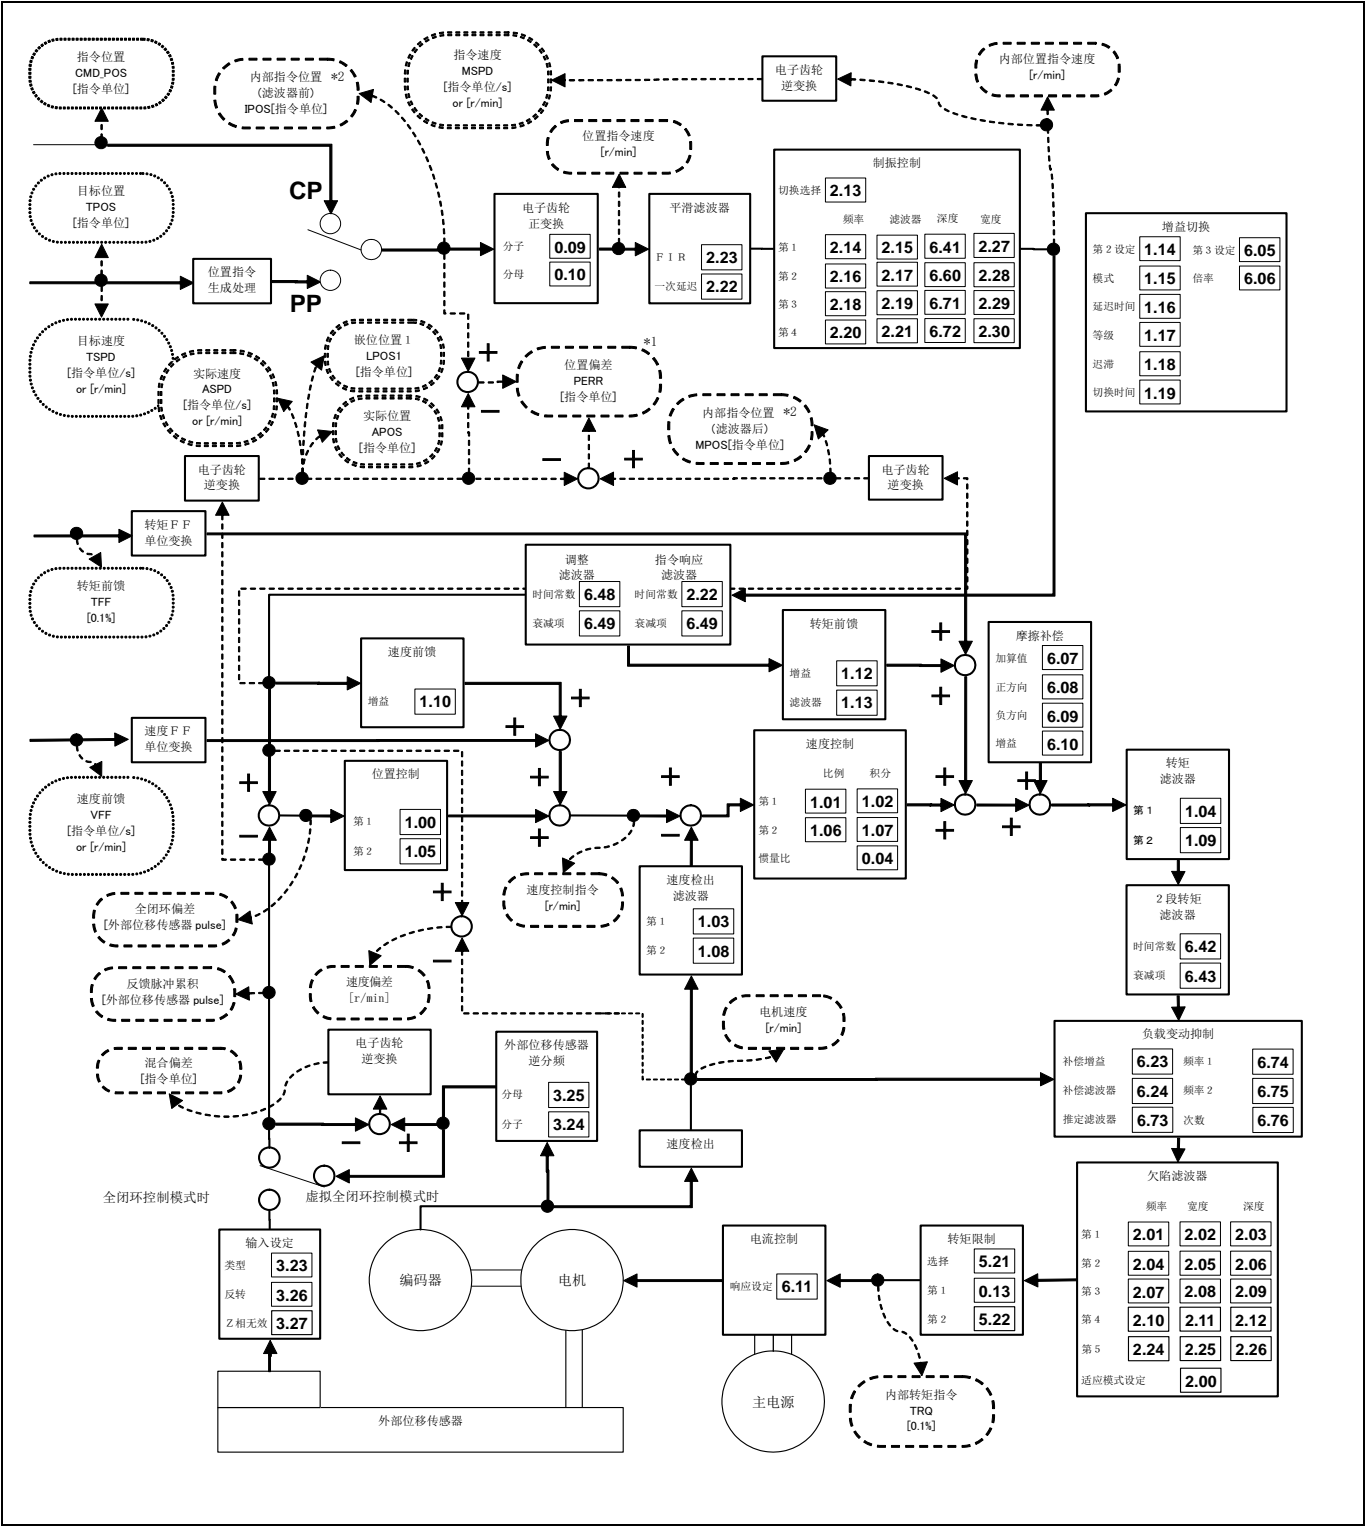 指令位置
CMD_POS
[指令单位]
内部指令位置 *2
(滤波器前)
IPOS[指令单位]
指令速度
MSPD
[指令单位/s]
or [r/min]
电子齿轮
逆变换
内部位置指令速度
[r/min]
位置指令速度
[r/min]
目标位置
TPOS
[指令单位]
CP
PP
位置指令
生成处理
电子齿轮
正变换
分子 0.09
分母 0.10
平滑滤波器
FIR 2.23
一次延迟 2.22
制振控制
切换选择 2.13
频率 滤波器 深度 宽度
第1 2.14 2.15 6.41 2.27
第2 2.16 2.17 6.60 2.28
第3 2.18 2.19 6.71 2.29
第4 2.20 2.21 6.72 2.30
增益切换
第2设定 1.14 第3设定 6.05
模式 1.15 倍率 6.06
延迟时间 1.16
等级 1.17
迟滞 1.18
切换时间 1.19
目标速度
TSPD
[指令单位/s]
or [r/min]
实际速度
ASPD
[指令单位/s]
or [r/min]
嵌位位置1
LPOS1
[指令单位]
实际位置
APOS
[指令单位]
+
−
*1
位置偏差
PERR
[指令单位]
内部指令位置 *2
(滤波器后)
MPOS[指令单位]
电子齿轮
逆变换
−
+
电子齿轮
逆变换
转矩FF
单位变换
转矩前馈
TFF
[0.1%]
调整
滤波器
时间常数 6.48
衰减项 6.49
指令响应
滤波器
时间常数 2.22
衰减项 6.49
速度前馈
增益 1.10
转矩前馈
增益 1.12
滤波器 1.13
+
+
摩擦补偿
加算值 6.07
正方向 6.08
负方向 6.09
增益 6.10
速度FF
单位变换
速度前馈
VFF
[指令单位/s]
or [r/min]
+
+
+
−
位置控制
第1 1.00
第2 1.05
+
+
+
−
速度控制
比例 积分
第1 1.01 1.02
第2 1.06 1.07
惯量比 0.04
+
+
+
+
转矩
滤波器
第1 1.04
第2 1.09
速度控制指令
[r/min]
速度检出
滤波器
第1 1.03
第2 1.08
2段转矩
滤波器
时间常数 6.42
衰减项 6.43
全闭环偏差
[外部位移传感器 pulse]
+
−
速度偏差
[r/min]
反馈脉冲累积
[外部位移传感器 pulse]
电机速度
[r/min]
混合偏差
[指令单位]
电子齿轮
逆变换
−
+
外部位移传感器
逆分频
分母 3.25
分子 3.24
速度检出
负载变动抑制
补偿增益 6.23 频率1 6.74
补偿滤波器 6.24 频率2 6.75
推定滤波器 6.73 次数 6.76
全闭环控制模式时
虚拟全闭环控制模式时
欠陷滤波器
频率 宽度 深度
第1 2.01 2.02 2.03
第2 2.04 2.05 2.06
第3 2.07 2.08 2.09
第4 2.10 2.11 2.12
第5 2.24 2.25 2.26
适应模式设定 2.00
输入设定
类型 3.23
反转 3.26
Z相无效 3.27
编码器
电机
电流控制
响应设定 6.11
转矩限制
选择 5.21
第1 0.13
第2 5.22
主电源
内部转矩指令
TRQ
[0.1%]
外部位移传感器